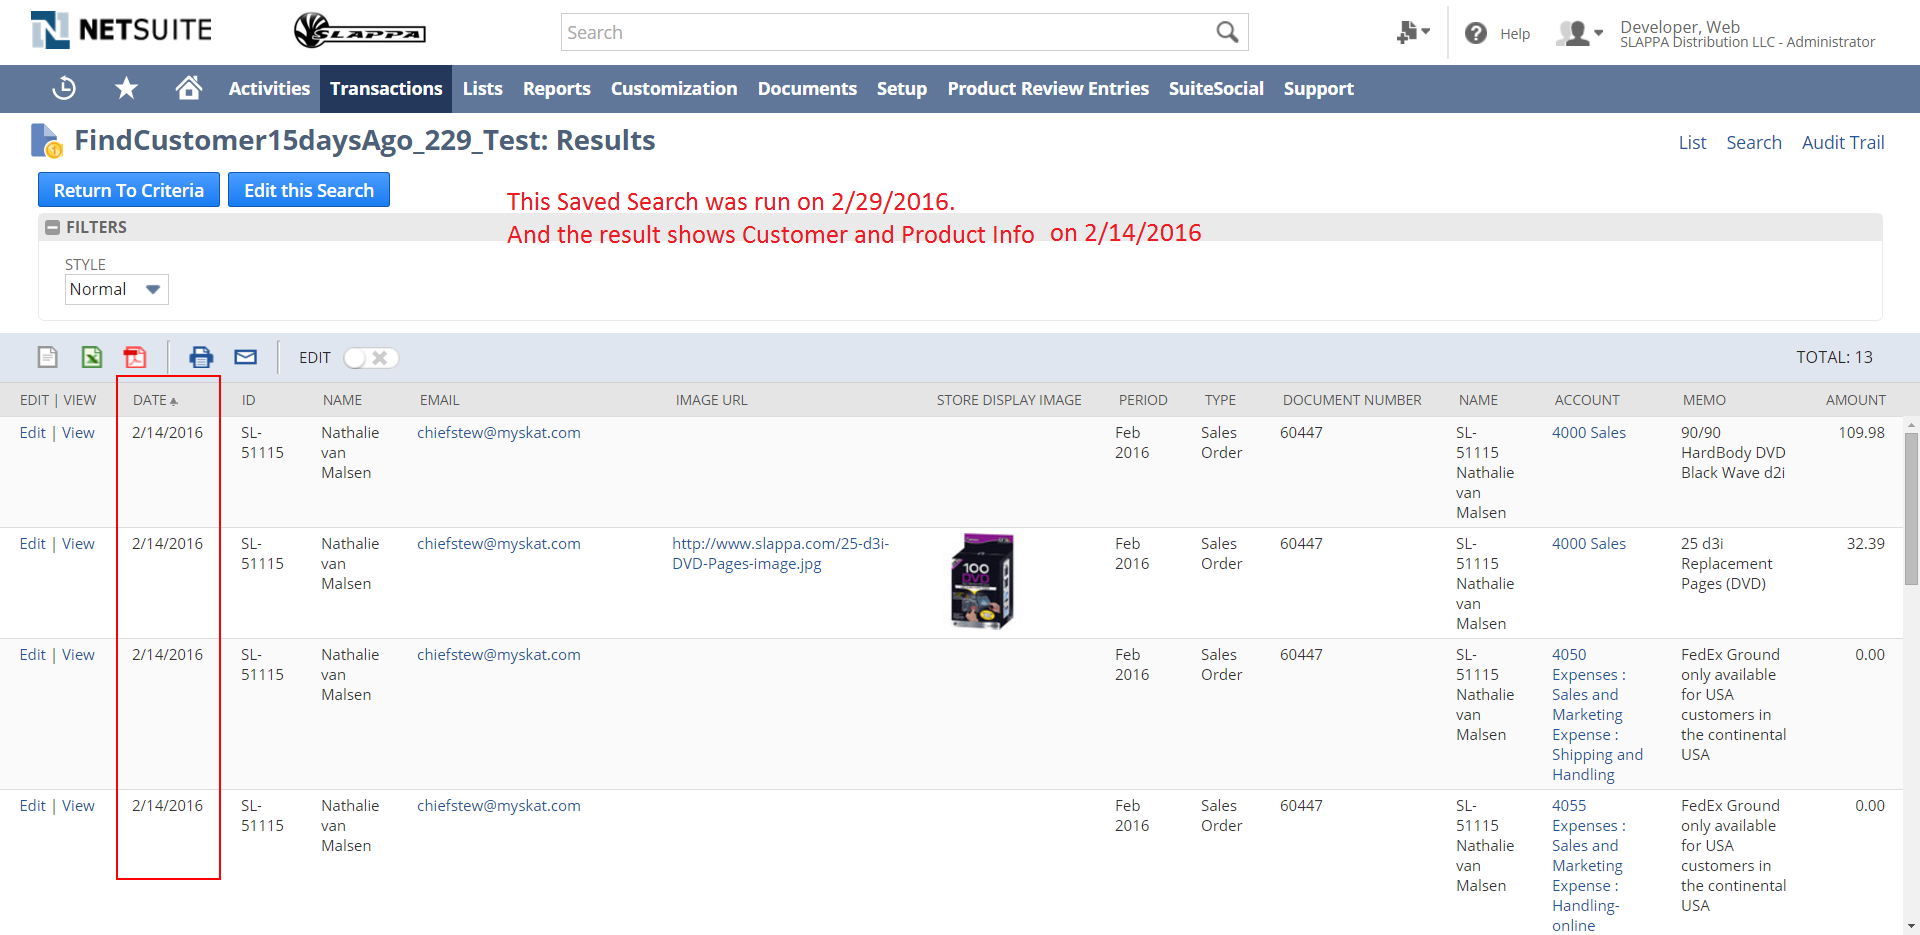 NETSUITE
SLAPPA
Search
Help
Developer, Web
SLAPPA Distribution LLC - Administrator
Activities Transactions Lists Reports Customization Documents Setup Product Review Entries SuiteSocial Support
FindCustomer15daysAgo_229_Test: Results
List Search Audit Trail
Return To Criteria Edit this Search
This Saved Search was run on 2/29/2016.
And the result shows Customer and Product Info on 2/14/2016
FILTERS
STYLE
Normal
EDIT
TOTAL: 13
EDIT | VIEW DATE ID NAME EMAIL IMAGE URL STORE DISPLAY IMAGE PERIOD TYPE DOCUMENT NUMBER NAME ACCOUNT MEMO AMOUNT
Edit | View 2/14/2016 SL- Nathalie chiefstew@myskat.com Feb Sales 60447 SL- 4000 Sales 90/90 109.98
51115 van 2016 Order 51115 HardBody DVD
Malsen Nathalie Black Wave d2i
van
Malsen
Edit | View 2/14/2016 SL- Nathalie chiefstew@myskat.com http://www.slappa.com/25-d3i- Feb Sales 60447 SL- 4000 Sales 25 d3i 32.39
51115 van DVD-Pages-image.jpg 2016 Order 51115 Replacement
100
DVD
Malsen Nathalie Pages (DVD)
van
Malsen
Edit | View 2/14/2016 SL- Nathalie chiefstew@myskat.com Feb Sales 60447 SL- 4050 FedEx Ground 0.00
51115 van 2016 Order 51115 Expenses : only available
Malsen Nathalie Sales and for USA
van Marketing customers in
Malsen Expense : the continental
Shipping and USA
Handling
Edit | View 2/14/2016 SL- Nathalie chiefstew@myskat.com Feb Sales 60447 SL- 4055 FedEx Ground 0.00
51115 van 2016 Order 51115 Expenses : only available
Malsen Nathalie Sales and for USA
van Marketing customers in
Malsen Expense : the continental
Handling- USA
online